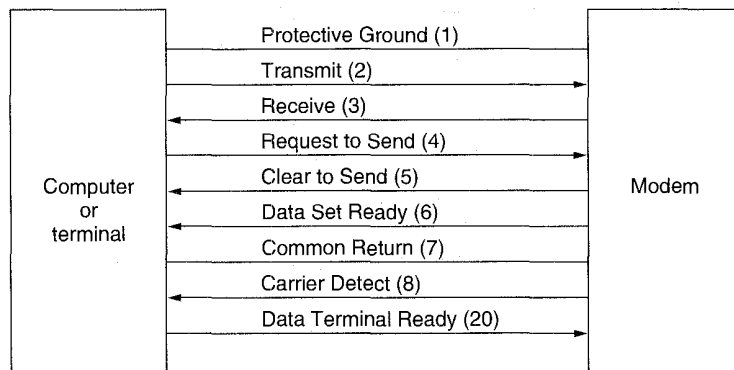 Protective Ground (1)
Transmit (2)
Receive (3)
Request to Send (4)
Clear to Send (5)
Computer
or
terminal
Modem
Data Set Ready (6)
Common Return (7)
Carrier Detect (8)
Data Terminal Ready (20)